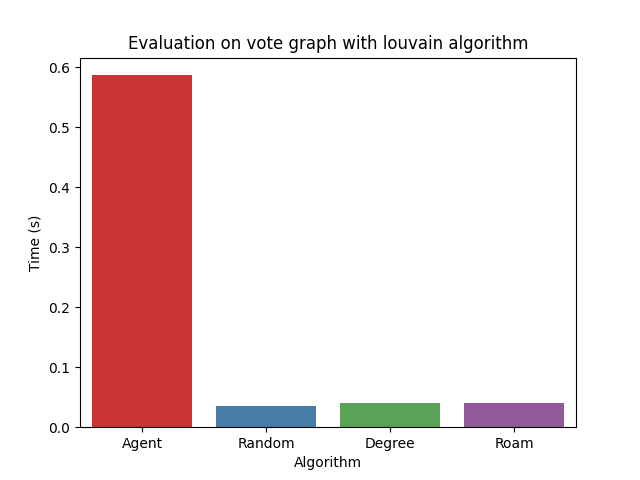 Evaluation on vote graph with louvain algorithm
0.6
0.5
0.4
0.3
0.2
0.1
0.0
Time (s)
Agent Random Degree Roam
Algorithm